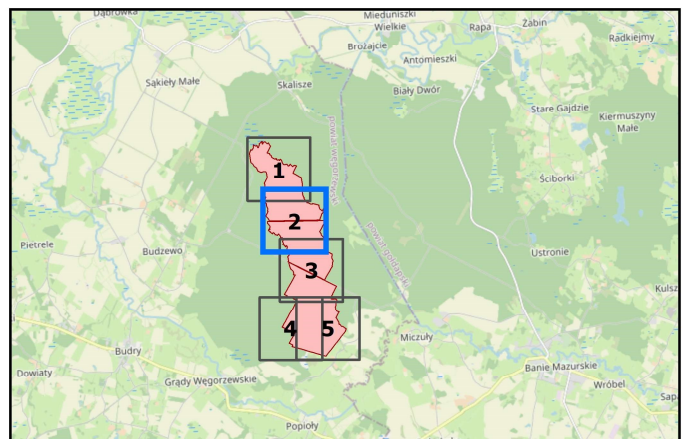 Dąbrówka
Mieduniszki
Wielkie
Rapa
Żabin
Radkiejmy
Brożajcie
Antomieszki
Sąkieły Małe
Skalisze
Biały Dwór
Stare Gajdzie
Kiermuszyny
Małe
powiat węgorzewski
1
Ściborki
2
powiat gołdapski
Pietrele
Budzewo
Ustronie
3
Kulsz
4
5
Miczuły
Budry
Banie Mazurskie
Dowiaty
Grądy Węgorzewskie
Wróbel
Sapa
Popioły